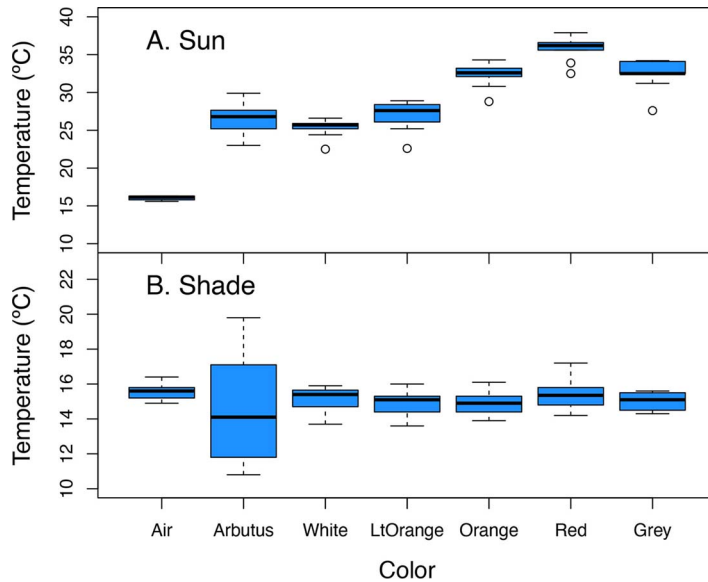 A. Sun
Temperature (ºC)
40
35
30
25
20
15
10
B. Shade
Temperature (ºC)
22
20
18
16
14
12
10
Air Arbutus White LtOrange Orange Red Grey
Color